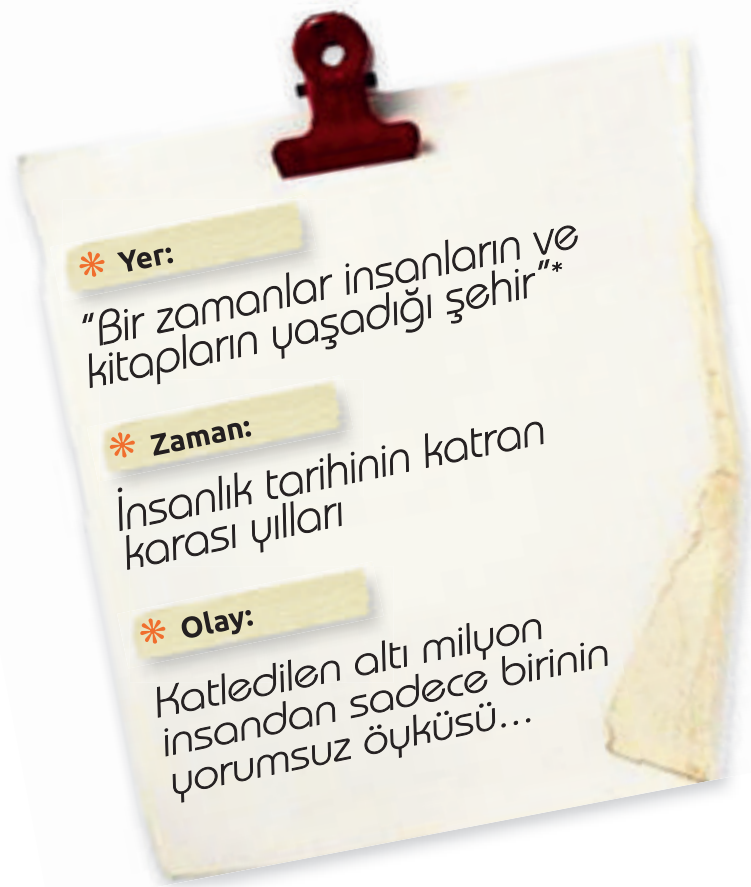 Yer:
“Bir zamanlar insanların ve
kitapların yaşadığı şehir”*
Zaman:
İnsanlık tarihinin katran
karası yılları
Olay:
Katledilen altı milyon
insandan sadece birinin
yorumsuz öyküsü...